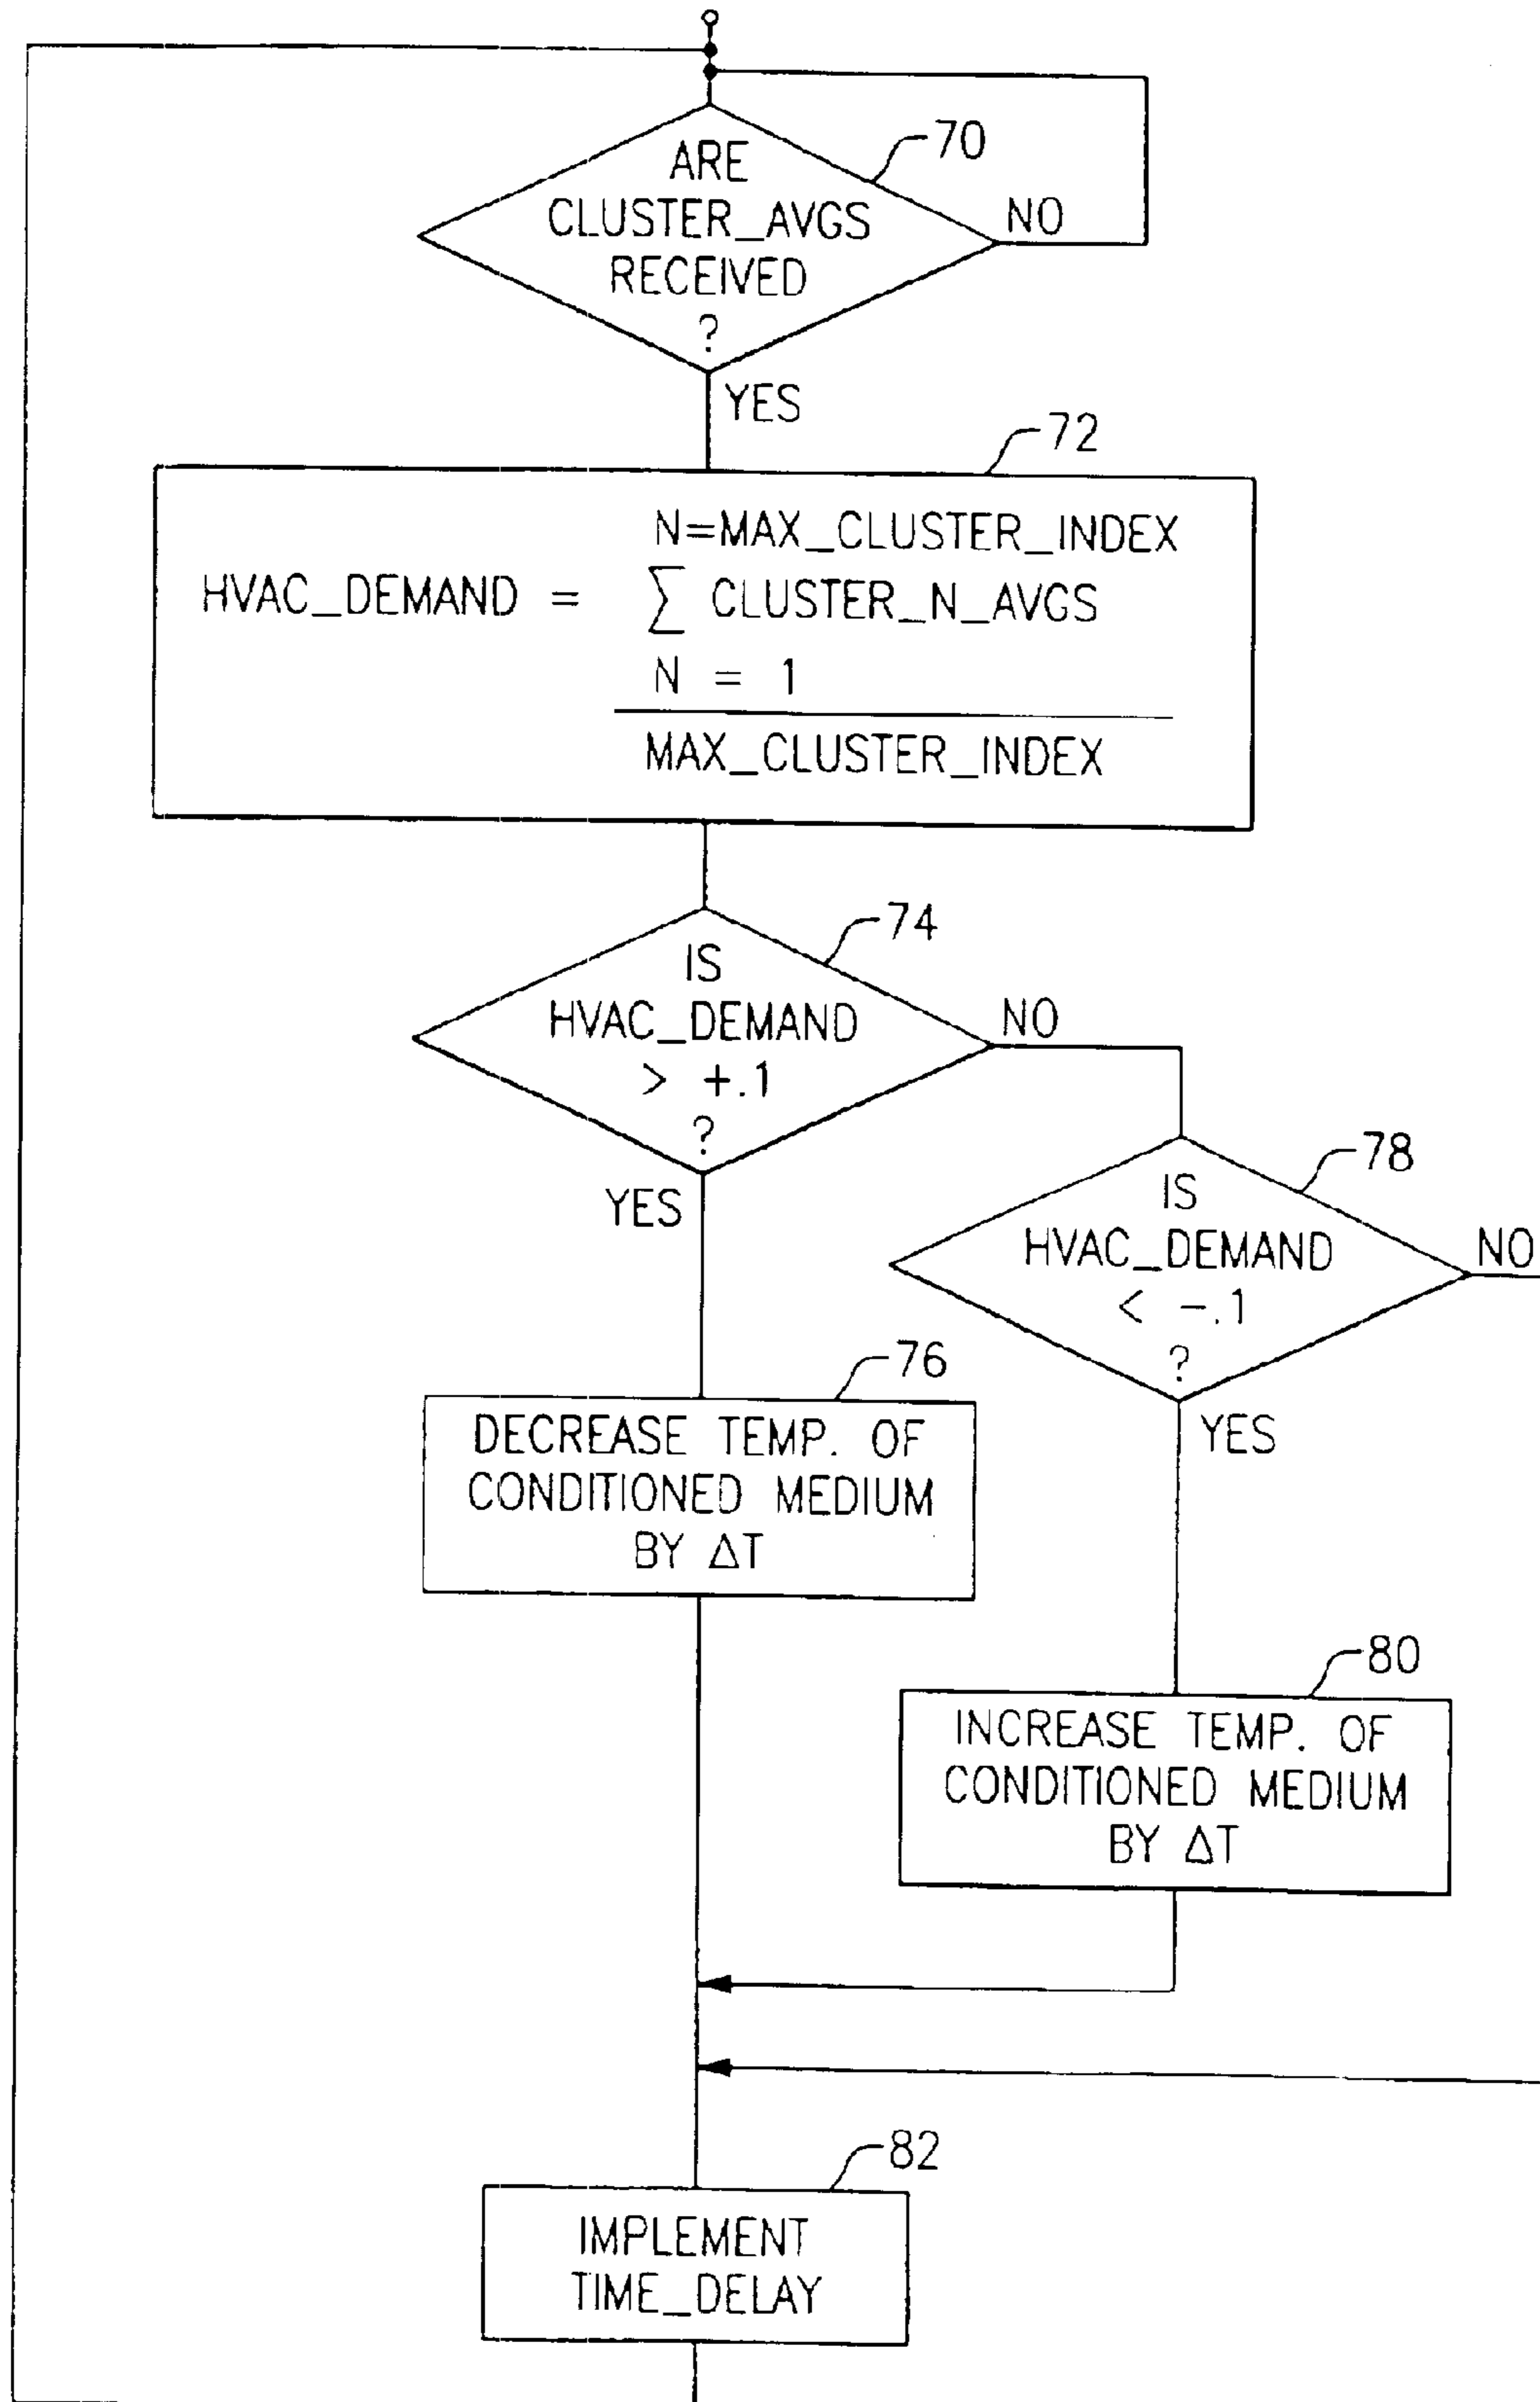 70
ARE
CLUSTER_AVGS
RECEIVED
?
NO
YES
72
N=MAX_CLUSTER_INDEX
HVAC_DEMAND = ∑ CLUSTER_N_AVGS
N = 1
MAX_CLUSTER_INDEX
74
IS
HVAC_DEMAND
> +.1
?
NO
YES
78
IS
HVAC_DEMAND
< -.1
?
NO
YES
76
DECREASE TEMP. OF
CONDITIONED MEDIUM
BY ΔT
80
INCREASE TEMP. OF
CONDITIONED MEDIUM
BY ΔT
82
IMPLEMENT
TIME_DELAY